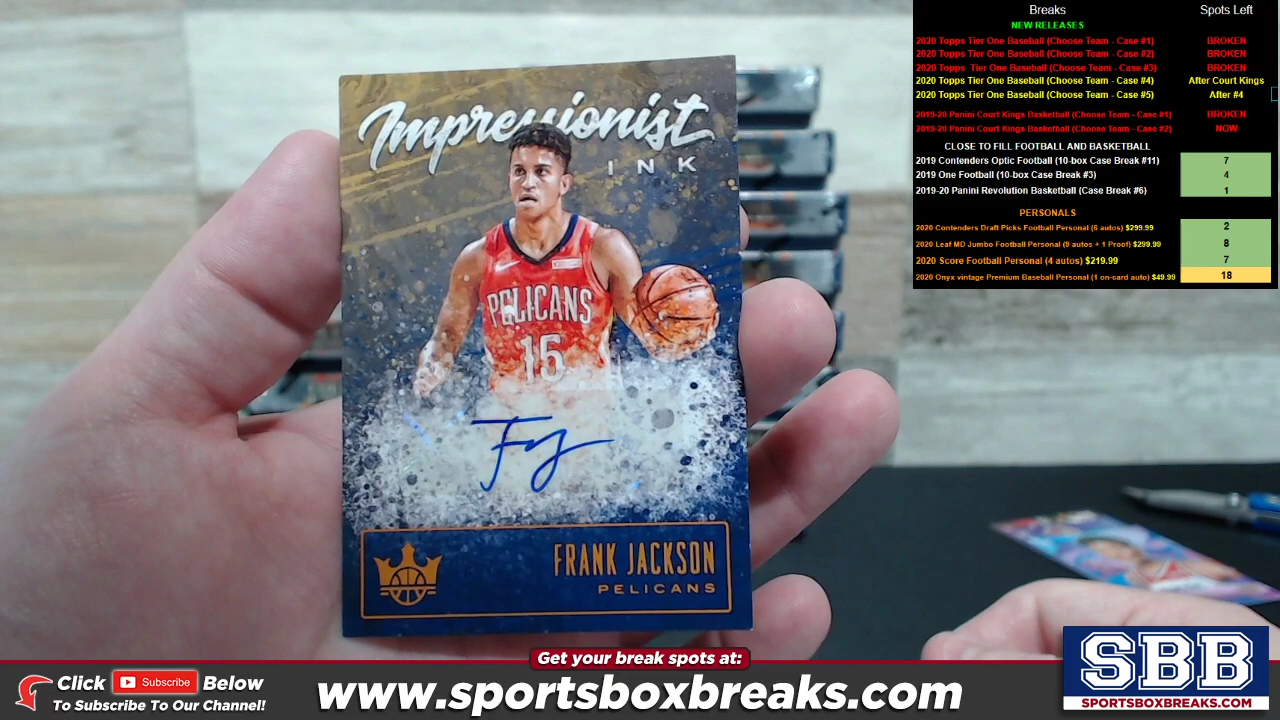 Impressionist
INK
PELICANS
15
FRANK JACKSON
PELICANS
Breaks Spots Left
NEW RELEASES
2020 Topps Tier One Baseball (Choose Team - Case #1) BROKEN
2020 Topps Tier One Baseball (Choose Team - Case #2) BROKEN
2020 Topps Tier One Baseball (Choose Team - Case #3) BROKEN
2020 Topps Tier One Baseball (Choose Team - Case #4) After Court Kings
2020 Topps Tier One Baseball (Choose Team - Case #5) After #4
2019-20 Panini Court Kings Basketball (Choose Team - Case #1) BROKEN
2019-20 Panini Court Kings Basketball (Choose Team - Case #2) NOW
CLOSE TO FILL FOOTBALL AND BASKETBALL
2019 Contenders Optic Football (10-box Case Break #11) 7
2019 One Football (10-box Case Break #3) 4
2019-20 Panini Revolution Basketball (Case Break #6) 1
PERSONALS
2020 Contenders Draft Picks Football Personal (6 autos) $299.99 2
2020 Leaf MD Jumbo Football Personal (9 autos + 1 Proof) $299.99 8
2020 Score Football Personal (4 autos) $219.99 7
2020 Onyx vintage Premium Baseball Personal (1 on-card auto) $49.99 18
Get your break spots at:
Click Subscribe Below
To Subscribe To Our Channel!
www.sportsboxbreaks.com
SBB
SPORTSBOXBREAKS.COM